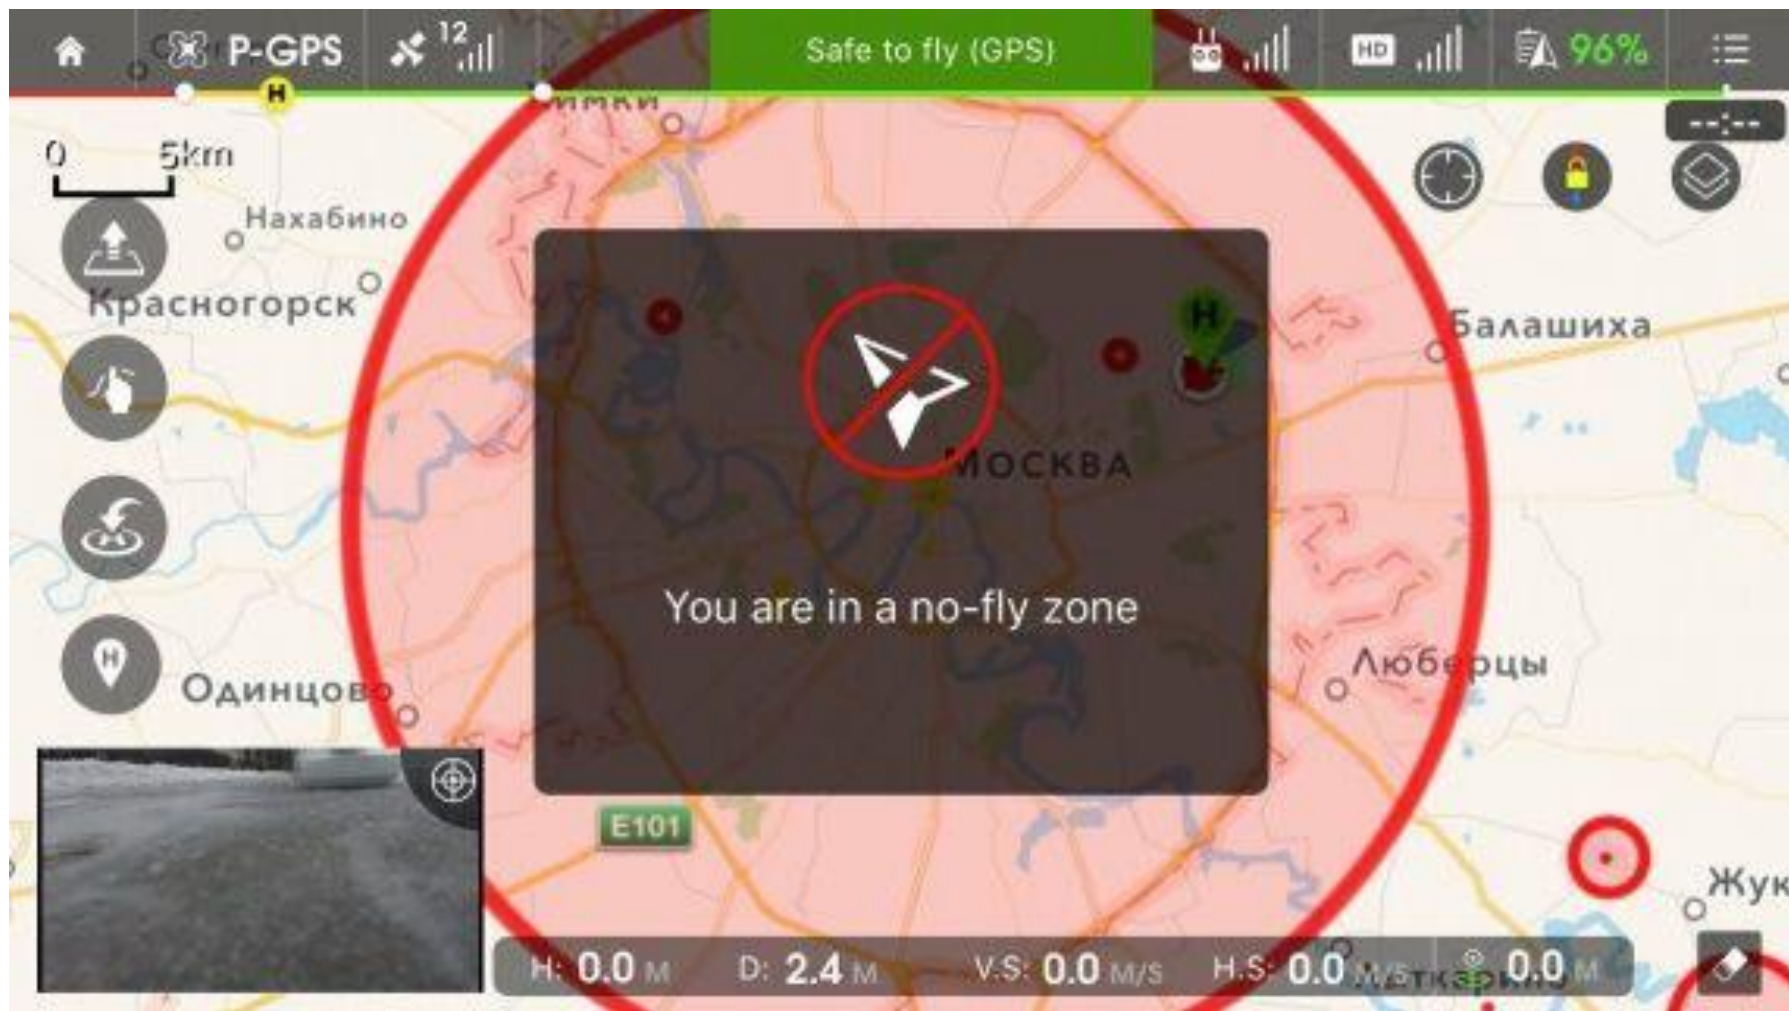 P-GPS
12
Safe to fly (GPS)
HD
96%
H
--:--
0 5km
Нахабино
Красногорск
Балашиха
H
МОСКВА
You are in a no-fly zone
Люберцы
H
Одинцово
E101
Жук
H: 0.0 M D: 2.4 M V.S: 0.0 M/S H.S: 0.0 M/S 0.0 M